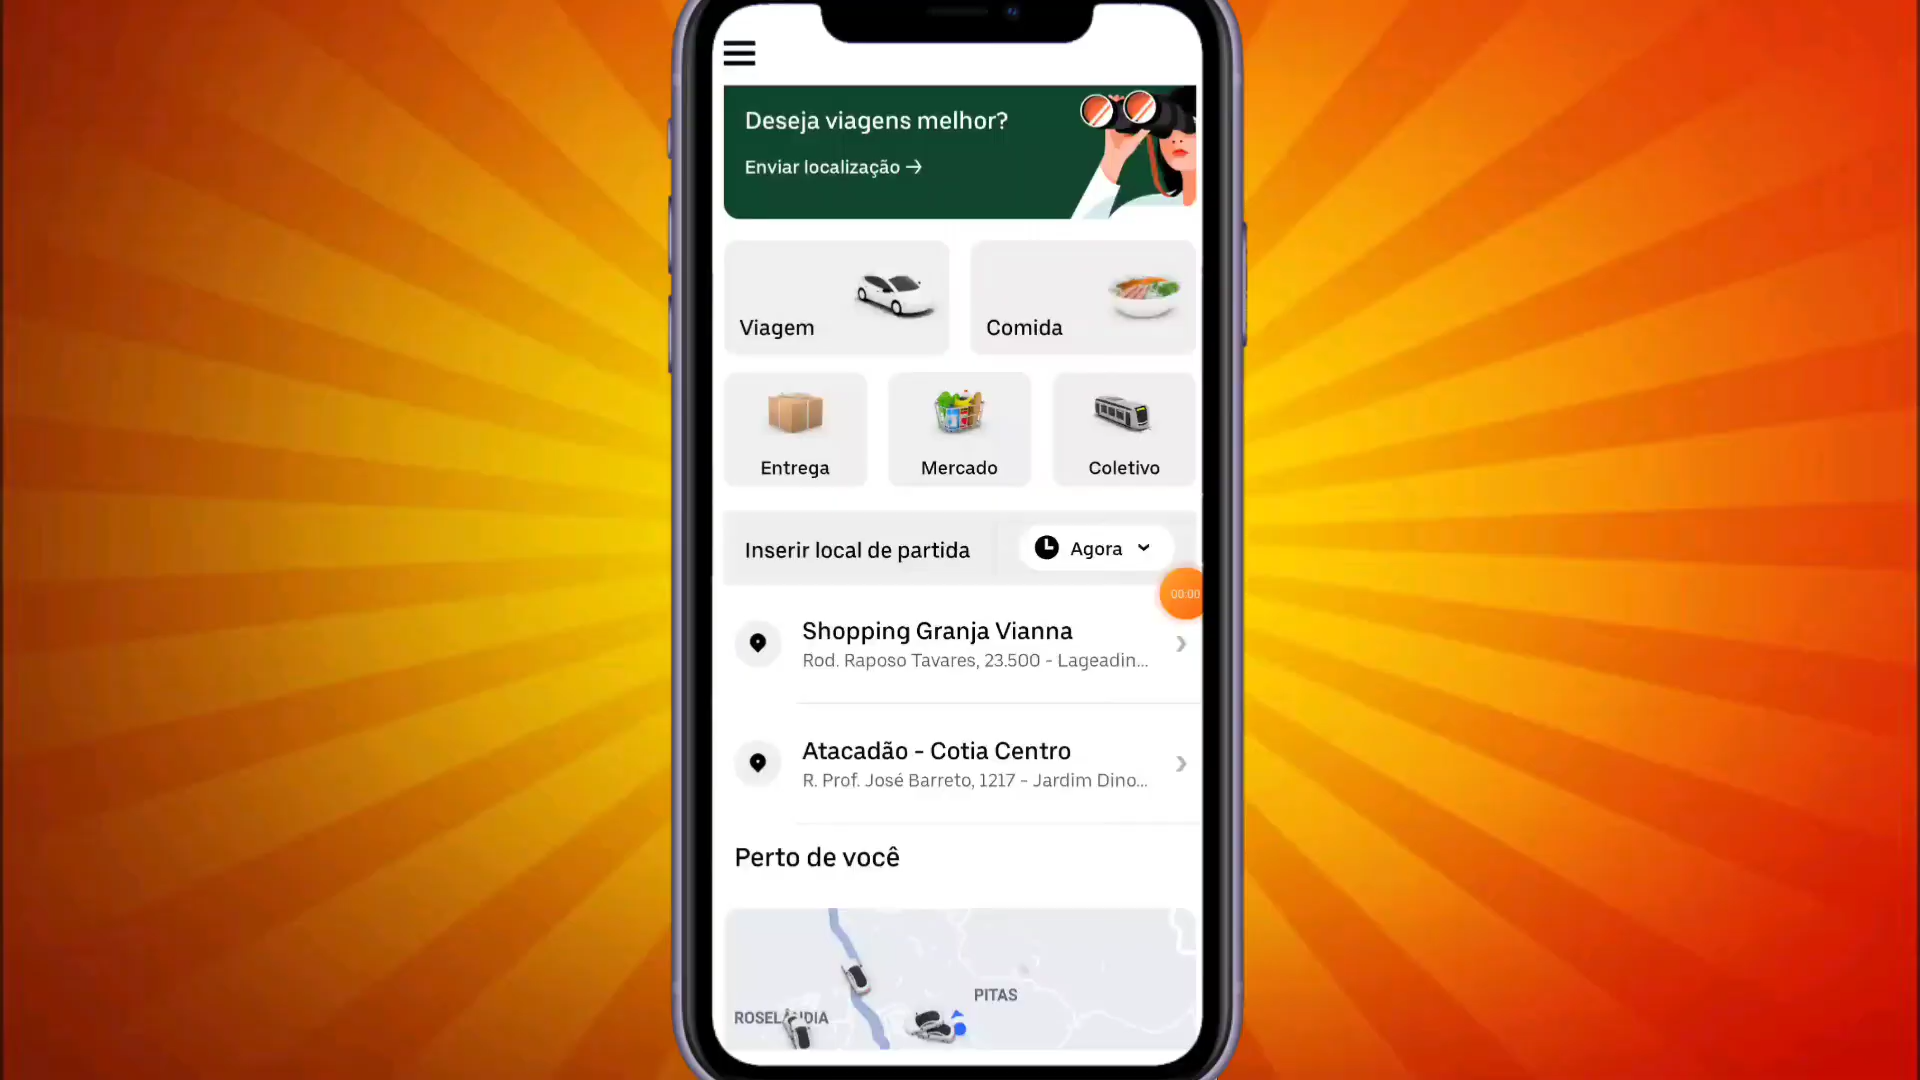 Deseja viagens melhor?
Enviar localização →
Viagem
Comida
Entrega
Mercado
Coletivo
Inserir local de partida
Agora
00:00
Shopping Granja Vianna
Rod. Raposo Tavares, 23.500 - Lageadin...
Atacadão - Cotia Centro
R. Prof. José Barreto, 1217 - Jardim Dino...
Perto de você
PITAS
ROSELÂNDIA